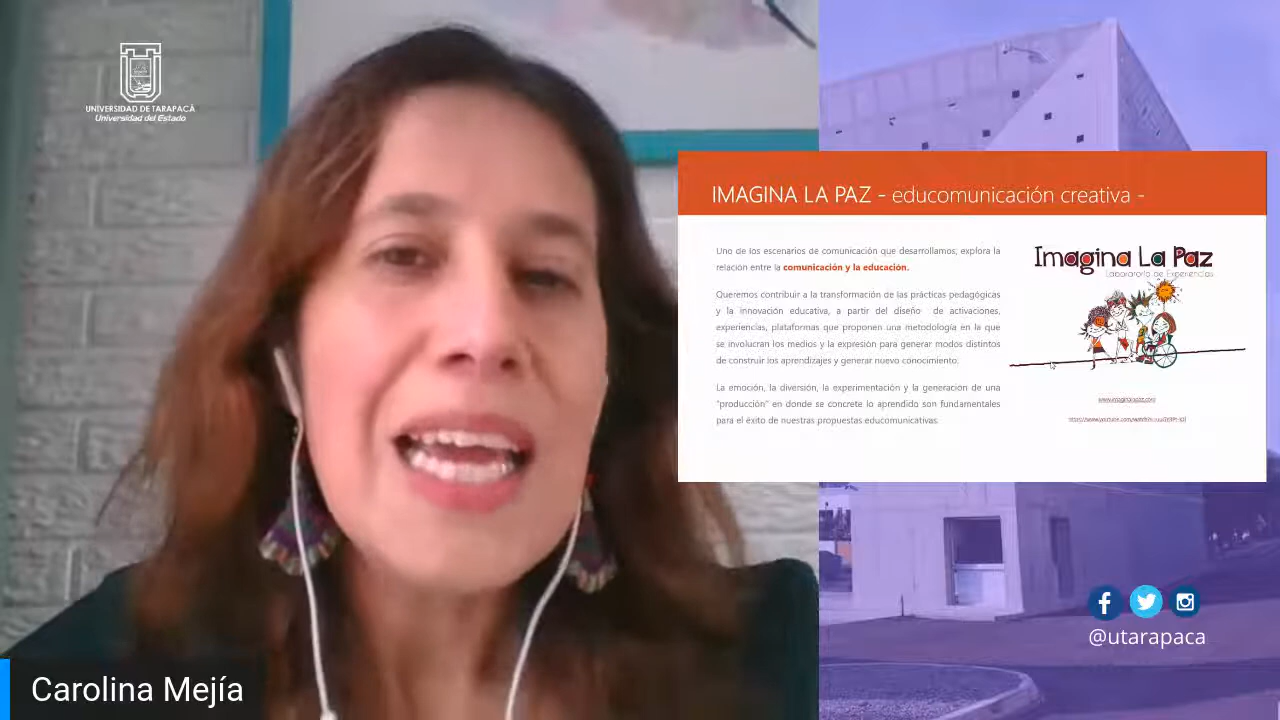 UNIVERSIDAD DE TARAPACÁ
Universidad del Estado
IMAGINA LA PAZ - educomunicación creativa -
Uno de los escenarios de comunicación que desarrollamos, explora la
relación entre la comunicación y la educación.
Queremos contribuir a la transformación de las prácticas pedagógicas
y la innovación educativa, a partir del diseño de activaciones,
experiencias, plataformas que proponen una metodología en la que
se involucran los medios y la expresión para generar modos distintos
de construir los aprendizajes y generar nuevo conocimiento.
La emoción, la diversión, la experimentación y la generación de una
"producción" en donde se concrete lo aprendido son fundamentales
para el éxito de nuestras propuestas educomunicativas.
Imagina La Paz
Laboratorio de Experiencias
www.imaginalapaz.com
@utarapaca
Carolina Mejía